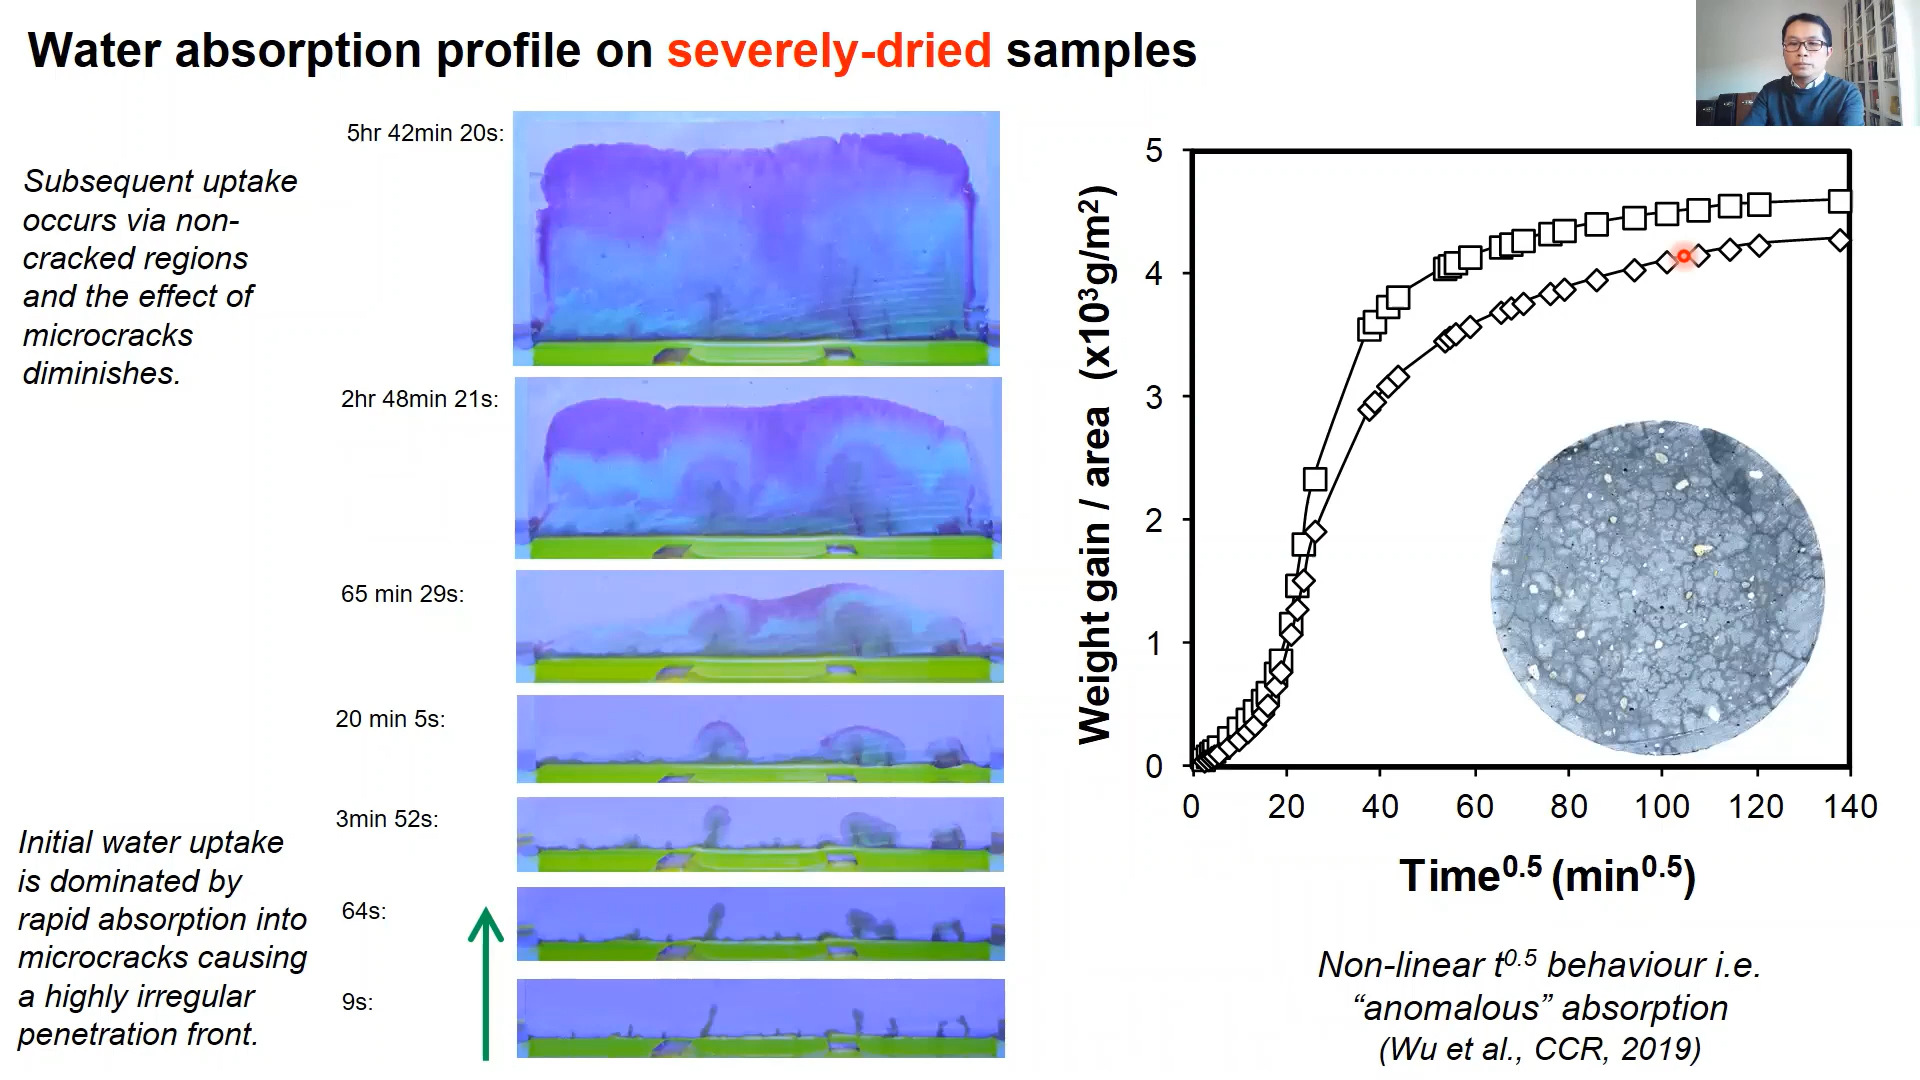 Water absorption profile on severely-dried samples
5hr 42min 20s:
Subsequent uptake
occurs via non-
cracked regions
and the effect of
microcracks
diminishes.
2hr 48min 21s:
65 min 29s:
20 min 5s:
3min 52s:
Initial water uptake
is dominated by
rapid absorption into
microcracks causing
a highly irregular
penetration front.
64s:
9s:
Weight gain / area (x10³g/m²)
5
4
3
2
1
0
0 20 40 60 80 100 120 140
Time⁰·⁵ (min⁰·⁵)
Non-linear t⁰·⁵ behaviour i.e.
“anomalous” absorption
(Wu et al., CCR, 2019)